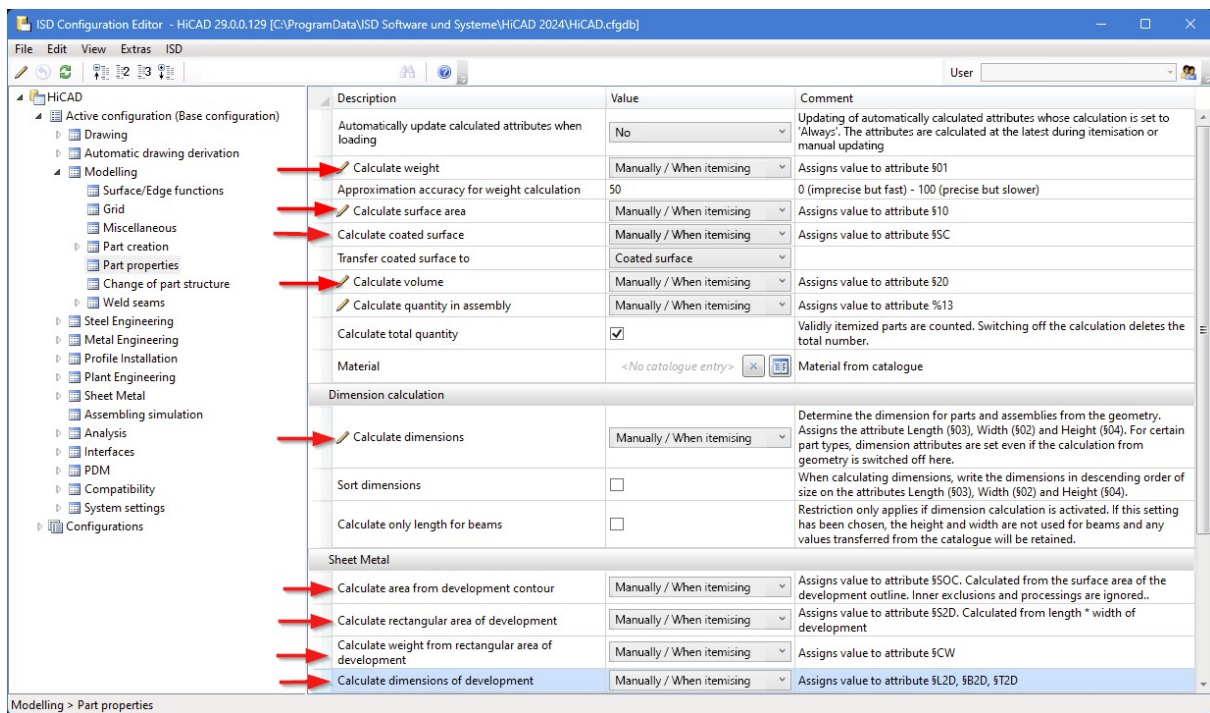 ISD Configuration Editor - HiCAD 29.0.0.129 [C:\ProgramData\ISD Software und Systeme\HiCAD 2024\HiCAD.cfgdb]
File Edit View Extras ISD
User
HiCAD
Active configuration (Base configuration)
Drawing
Automatic drawing derivation
Modelling
Surface/Edge functions
Grid
Miscellaneous
Part creation
Part properties
Change of part structure
Weld seams
Steel Engineering
Metal Engineering
Profile Installation
Plant Engineering
Sheet Metal
Assembling simulation
Analysis
Interfaces
PDM
Compatibility
System settings
Configurations
Description Value Comment
Automatically update calculated attributes when
loading
No
Updating of automatically calculated attributes whose calculation is set to
'Always'. The attributes are calculated at the latest during itemisation or
manual updating
Calculate weight Manually / When itemising Assigns value to attribute §01
Approximation accuracy for weight calculation 50 0 (imprecise but fast) - 100 (precise but slower)
Calculate surface area Manually / When itemising Assigns value to attribute §10
Calculate coated surface Manually / When itemising Assigns value to attribute §SC
Transfer coated surface to Coated surface
Calculate volume Manually / When itemising Assigns value to attribute §20
Calculate quantity in assembly Manually / When itemising Assigns value to attribute %13
Calculate total quantity
Validly itemized parts are counted. Switching off the calculation deletes the
total number.
Material <No catalogue entry> Material from catalogue
Dimension calculation
Calculate dimensions Manually / When itemising
Determine the dimension for parts and assemblies from the geometry.
Assigns the attribute Length (§03), Width (§02) and Height (§04). For certain
part types, dimension attributes are set even if the calculation from
geometry is switched off here.
Sort dimensions
When calculating dimensions, write the dimensions in descending order of
size on the attributes Length (§03), Width (§02) and Height (§04).
Calculate only length for beams
Restriction only applies if dimension calculation is activated. If this setting
has been chosen, the height and width are not used for beams and any
values transferred from the catalogue will be retained.
Sheet Metal
Calculate area from development contour Manually / When itemising
Assigns value to attribute §SOC. Calculated from the surface area of the
development outline. Inner exclusions and processings are ignored..
Calculate rectangular area of development Manually / When itemising
Assigns value to attribute §S2D. Calculated from length * width of
development
Calculate weight from rectangular area of
development
Manually / When itemising Assigns value to attribute §CW
Calculate dimensions of development Manually / When itemising Assigns value to attribute §L2D, §B2D, §T2D
Modelling > Part properties